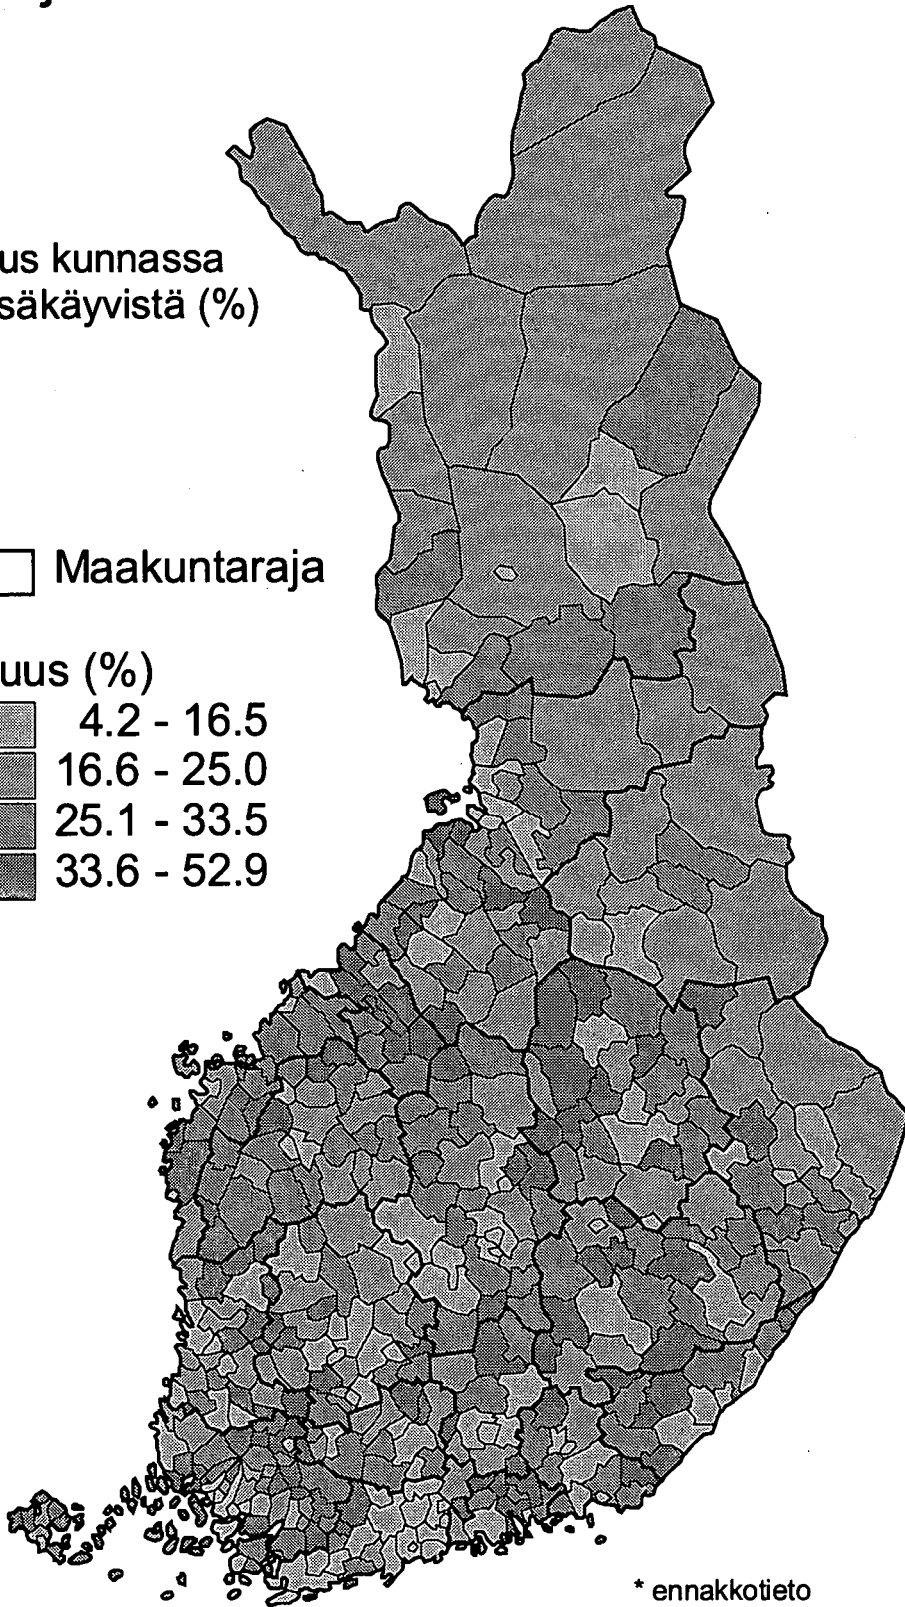 us kunnassa
säkäyvistä (%)
Maakuntaraja
uus (%)
4.2 - 16.5
16.6 - 25.0
25.1 - 33.5
33.6 - 52.9
* ennakkotieto